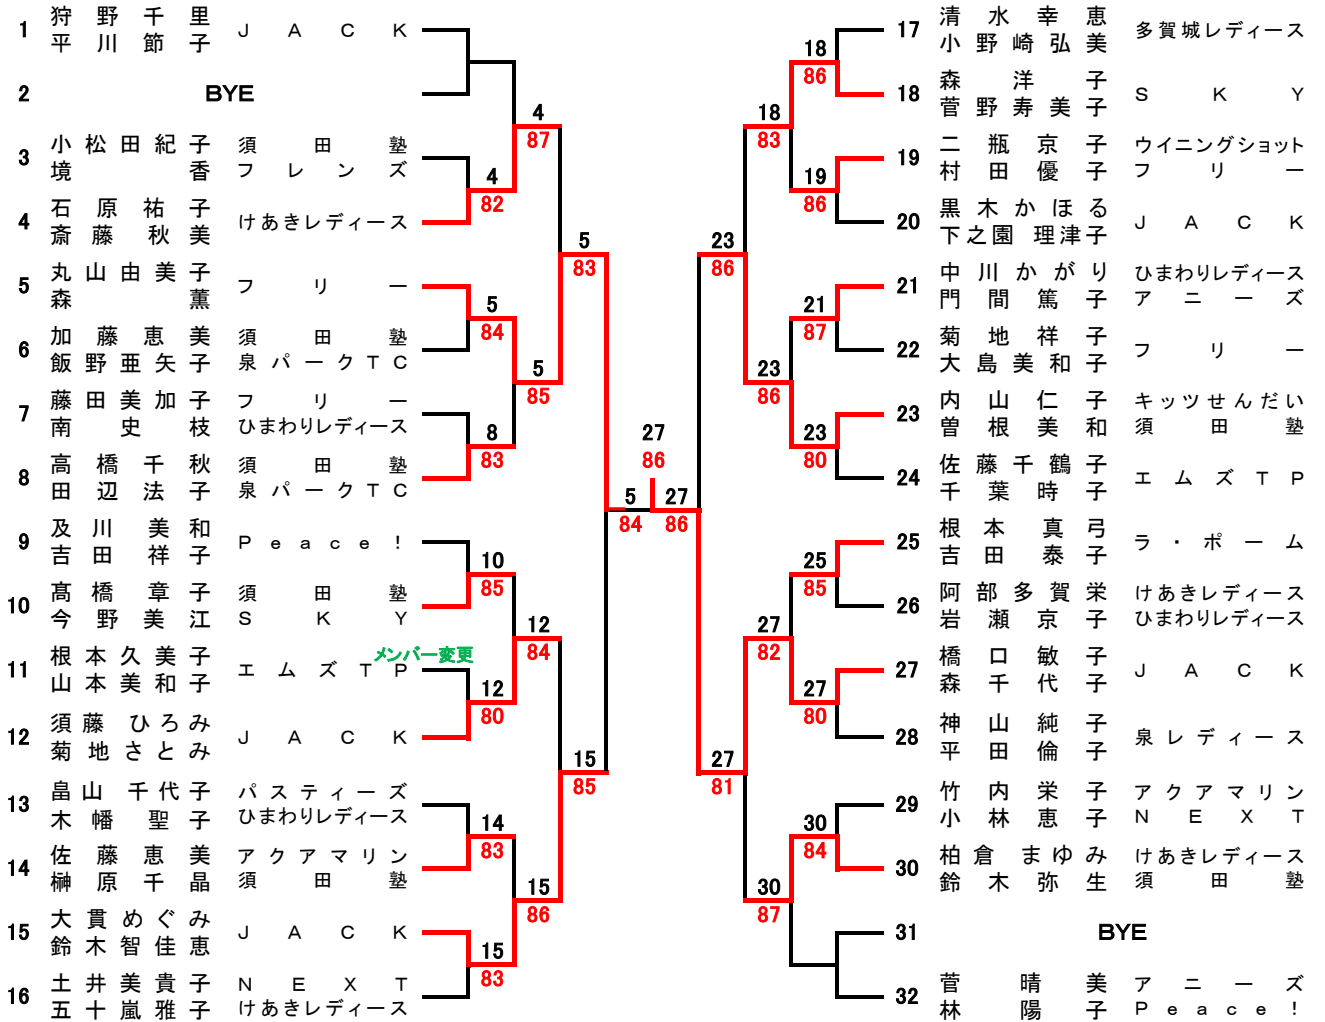 1 狩野千里 JACK
平川節子
2 BYE
3 小松田紀子 須田塾
境香 フレンズ
4 石原祐子 けあきレディース
斎藤秋美
5 丸山由美子 フリー
森薫
6 加藤恵美 須田塾
飯野亜矢子 泉パークTC
7 藤田美加子 フリー
南史枝 ひまわりレディース
8 高橋千秋 須田塾
田辺法子 泉パークTC
9 及川美和 Peace!
吉田祥子
10 髙橋章子 須田塾
今野美江 SKY
メンバー変更
11 根本久美子 エムズTP
山本美和子
12 須藤ひろみ JACK
菊地さとみ
13 畠山千代子 パスティーズ
木幡聖子 ひまわりレディース
14 佐藤恵美 アクアマリン
榊原千晶 須田塾
15 大貫めぐみ JACK
鈴木智佳恵
16 土井美貴子 NEXT
五十嵐雅子 けあきレディース
4
82
5
84
8
83
10
85
12
80
14
83
15
83
4
87
5
85
12
84
15
86
5
83
15
85
5
84
27
86
27
86
23
86
27
81
18
83
23
86
27
82
30
87
18
86
19
86
21
87
23
80
25
85
27
80
30
84
17 清水幸恵 多賀城レディース
小野崎弘美
18 森洋子 SKY
菅野寿美子
19 二瓶京子 ウイニングショット
村田優子 フリー
20 黒木かほる JACK
下之園 理津子
21 中川かがり ひまわりレディース
門間篤子 アニーズ
22 菊地祥子 フリー
大島美和子
23 内山仁子 キッツせんだい
曽根美和 須田塾
24 佐藤千鶴子 エムズTP
千葉時子
25 根本真弓 ラ・ポーム
吉田泰子
26 阿部多賀栄 けあきレディース
岩瀬京子 ひまわりレディース
27 橋口敏子 JACK
森千代子
28 神山純子 泉レディース
平田倫子
29 竹内栄子 アクアマリン
小林恵子 NEXT
30 柏倉まゆみ けあきレディース
鈴木弥生 須田塾
31 BYE
32 菅晴美 アニーズ
林陽子 Peace!